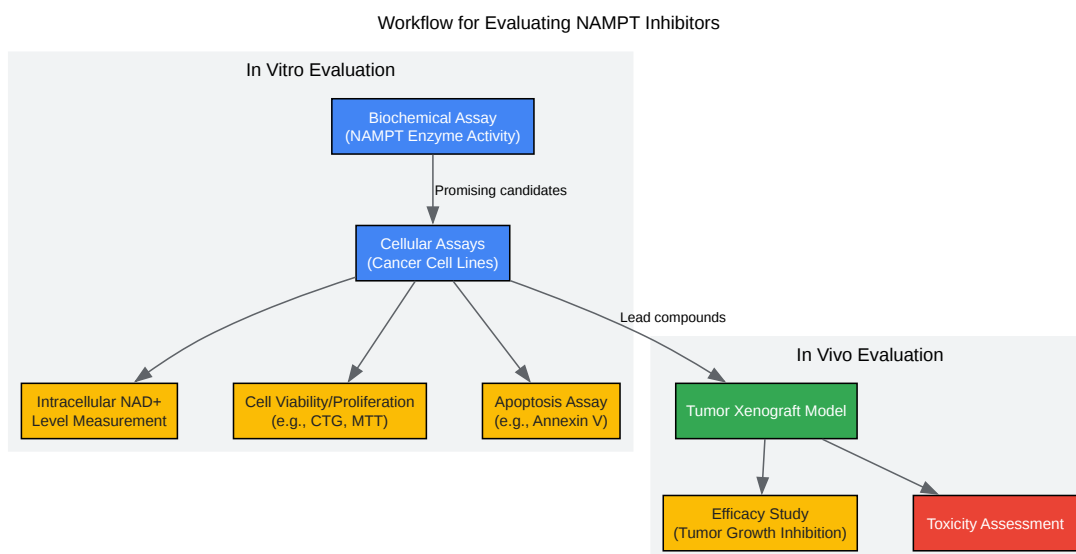 Workflow for Evaluating NAMPT Inhibitors
In Vitro Evaluation
Biochemical Assay
(NAMPT Enzyme Activity)
Promising candidates
Cellular Assays
(Cancer Cell Lines)
Lead compounds
In Vivo Evaluation
Intracellular NAD+
Level Measurement
Cell Viability/Proliferation
(e.g., CTG, MTT)
Apoptosis Assay
(e.g., Annexin V)
Tumor Xenograft Model
Efficacy Study
(Tumor Growth Inhibition)
Toxicity Assessment